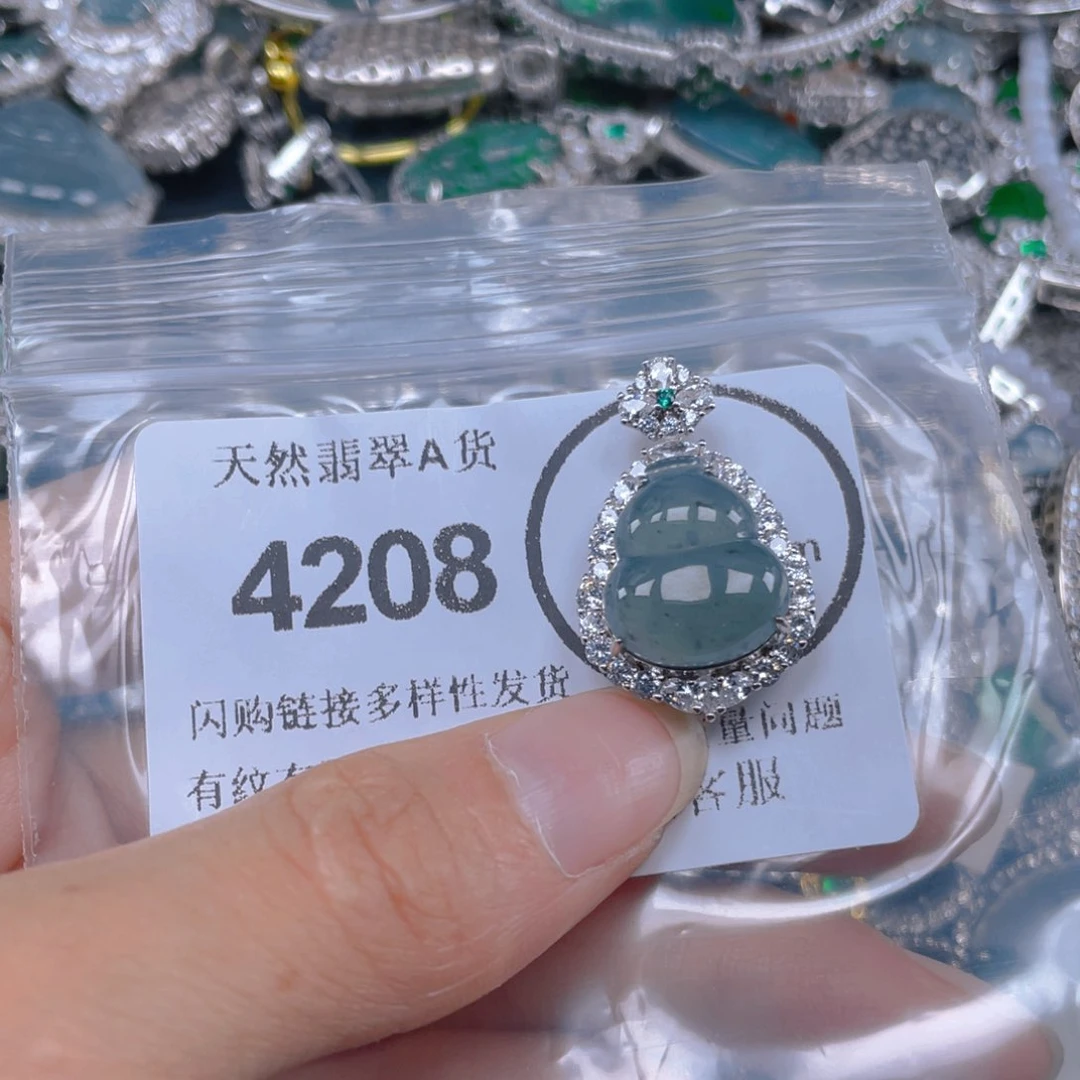 天然翡翠A货
4208
闪购链接多样性发货
量问题
有纹
客服